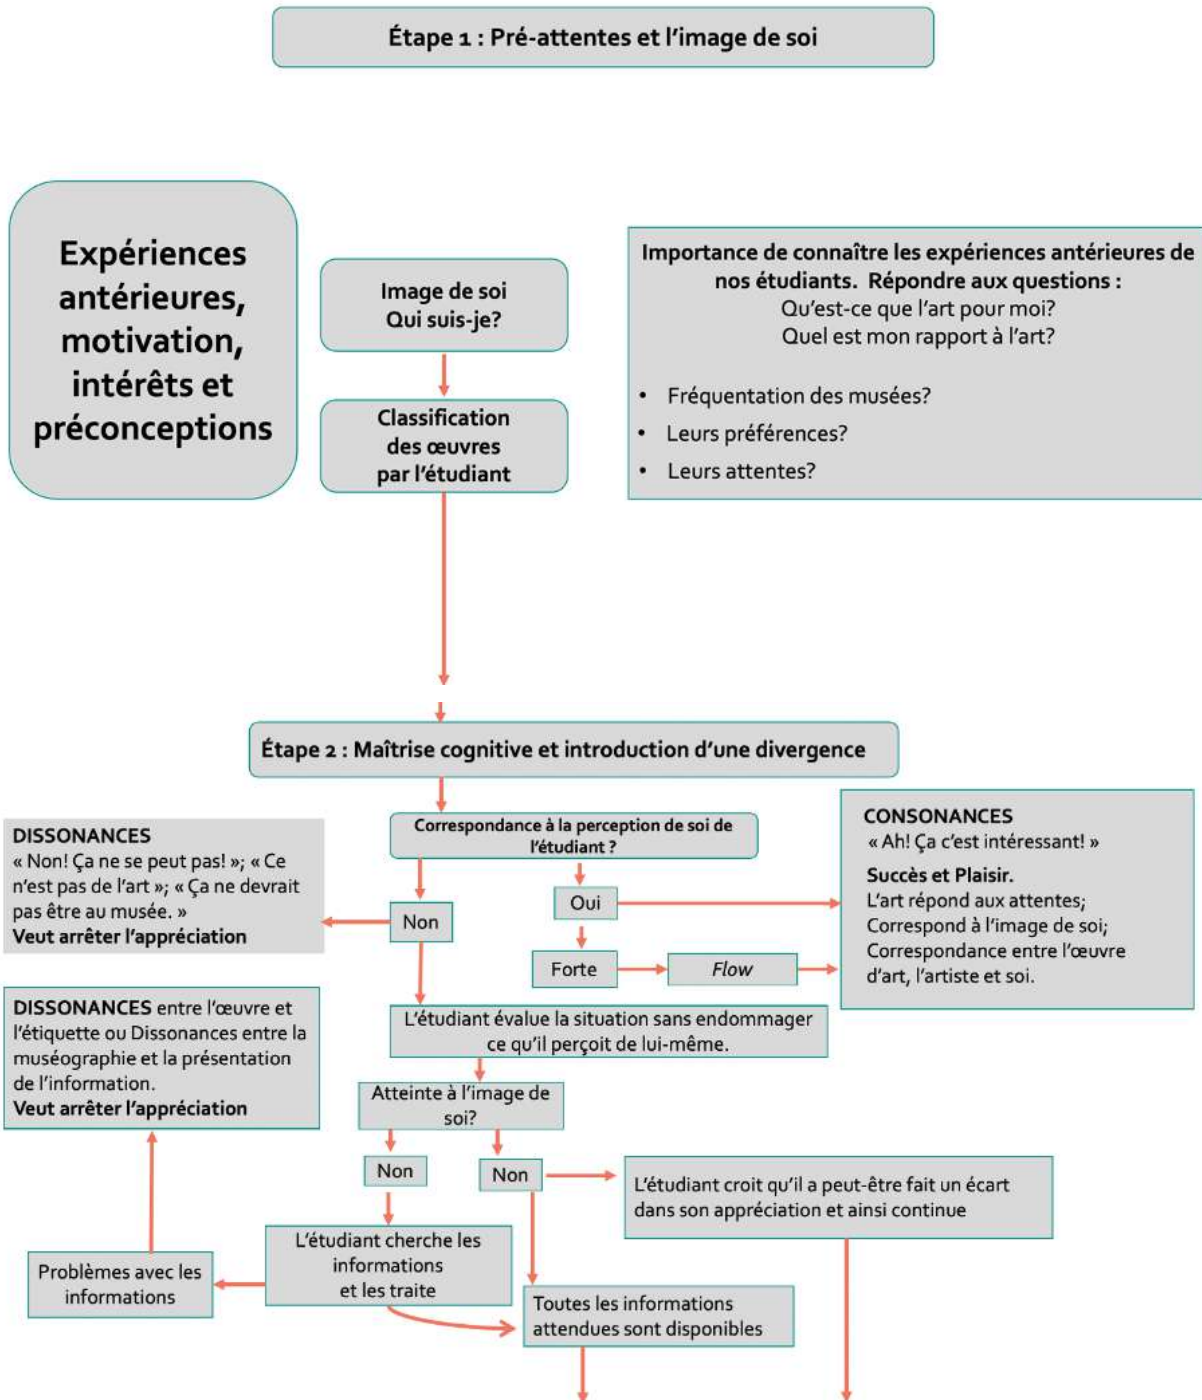 Étape 1 : Pré-attentes et l'image de soi
Expériences
antérieures,
motivation,
intérêts et
préconceptions
Image de soi
Qui suis-je?
Classification
des œuvres
par l'étudiant
Importance de connaître les expériences antérieures de
nos étudiants. Répondre aux questions :
Qu'est-ce que l'art pour moi?
Quel est mon rapport à l'art?
• Fréquentation des musées?
• Leurs préférences?
• Leurs attentes?
Étape 2 : Maîtrise cognitive et introduction d'une divergence
DISSONANCES
« Non! Ça ne se peut pas! »; « Ce
n'est pas de l'art »; « Ça ne devrait
pas être au musée. »
Veut arrêter l'appréciation
Correspondance à la perception de soi de
l'étudiant ?
Non
Oui
Forte
Flow
CONSONANCES
« Ah! Ça c'est intéressant! »
Succès et Plaisir.
L'art répond aux attentes;
Correspond à l'image de soi;
Correspondance entre l'œuvre
d'art, l'artiste et soi.
DISSONANCES entre l'œuvre et
l'étiquette ou Dissonances entre la
muséographie et la présentation
de l'information.
Veut arrêter l'appréciation
L'étudiant évalue la situation sans endommager
ce qu'il perçoit de lui-même.
Atteinte à l'image de
soi?
Non
Non
L'étudiant croit qu'il a peut-être fait un écart
dans son appréciation et ainsi continue
L'étudiant cherche les
informations
et les traite
Problèmes avec les
informations
Toutes les informations
attendues sont disponibles